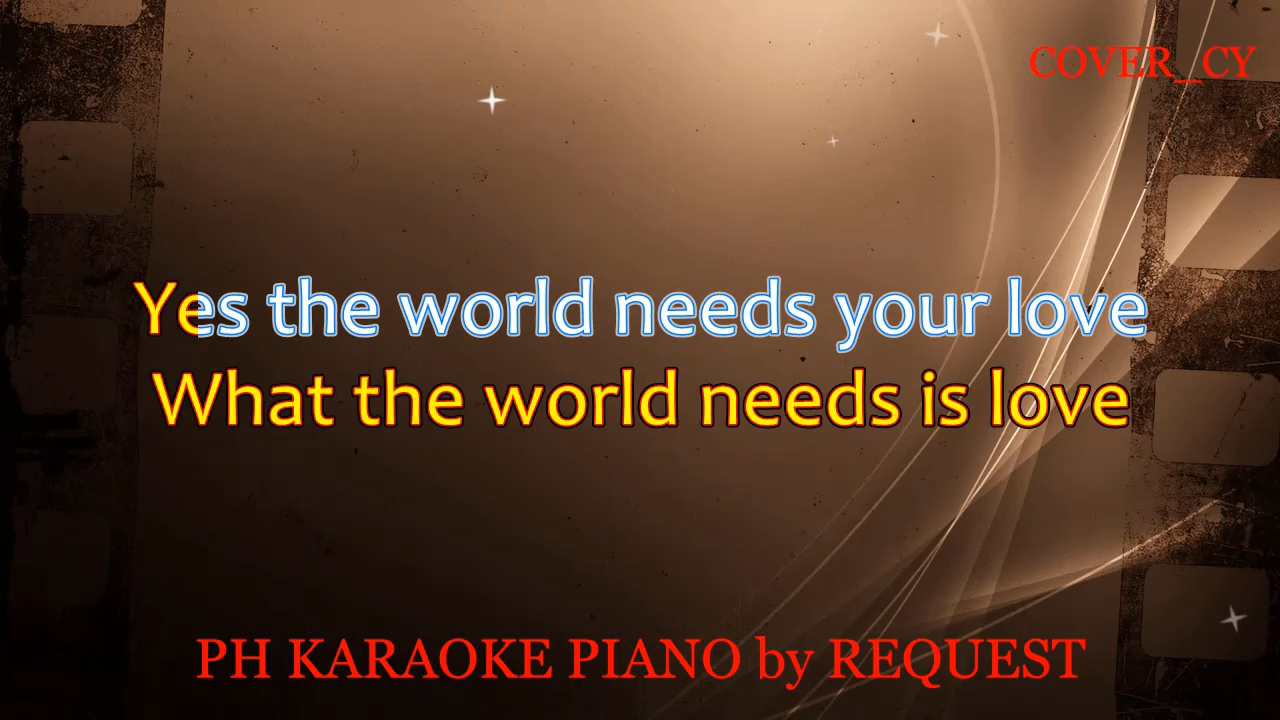 COVER_CY
Yes the world needs your love
What the world needs is love
PH KARAOKE PIANO by REQUEST